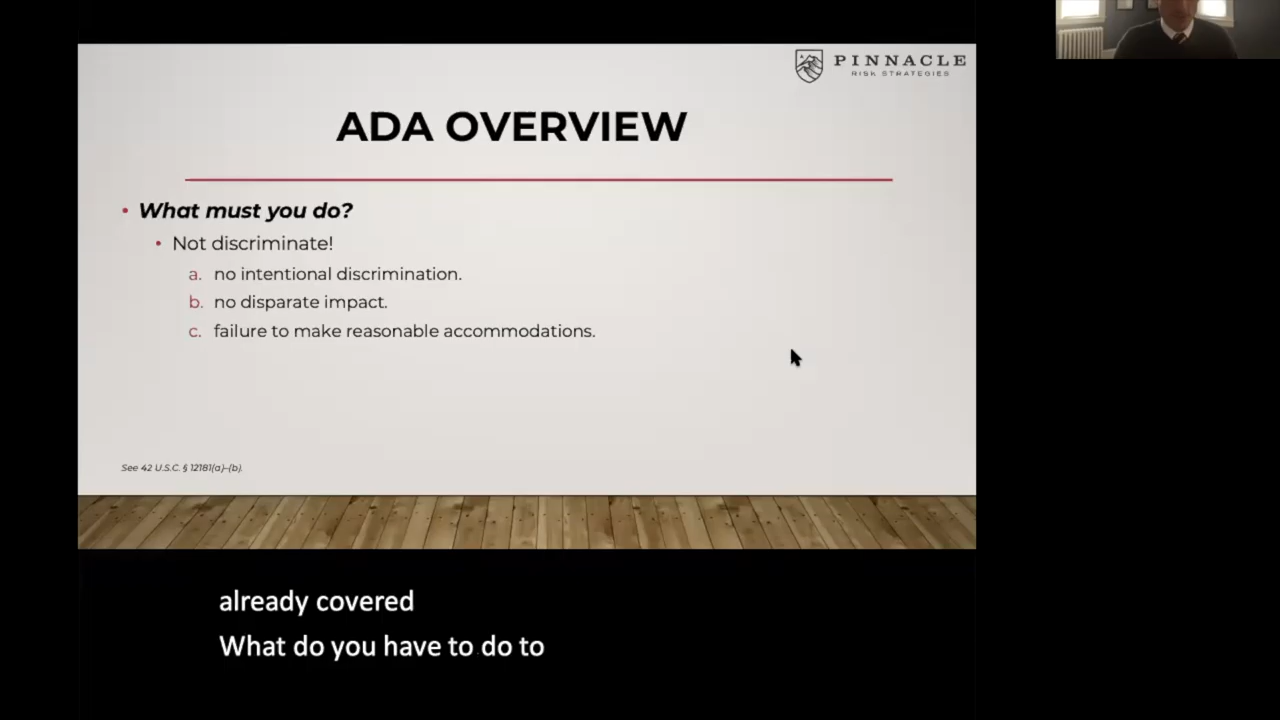 PINNACLE
RISK STRATEGIES
ADA OVERVIEW
• What must you do?
• Not discriminate!
a. no intentional discrimination.
b. no disparate impact.
c. failure to make reasonable accommodations.
See 42 U.S.C. § 12181(a)–(b).
already covered
What do you have to do to